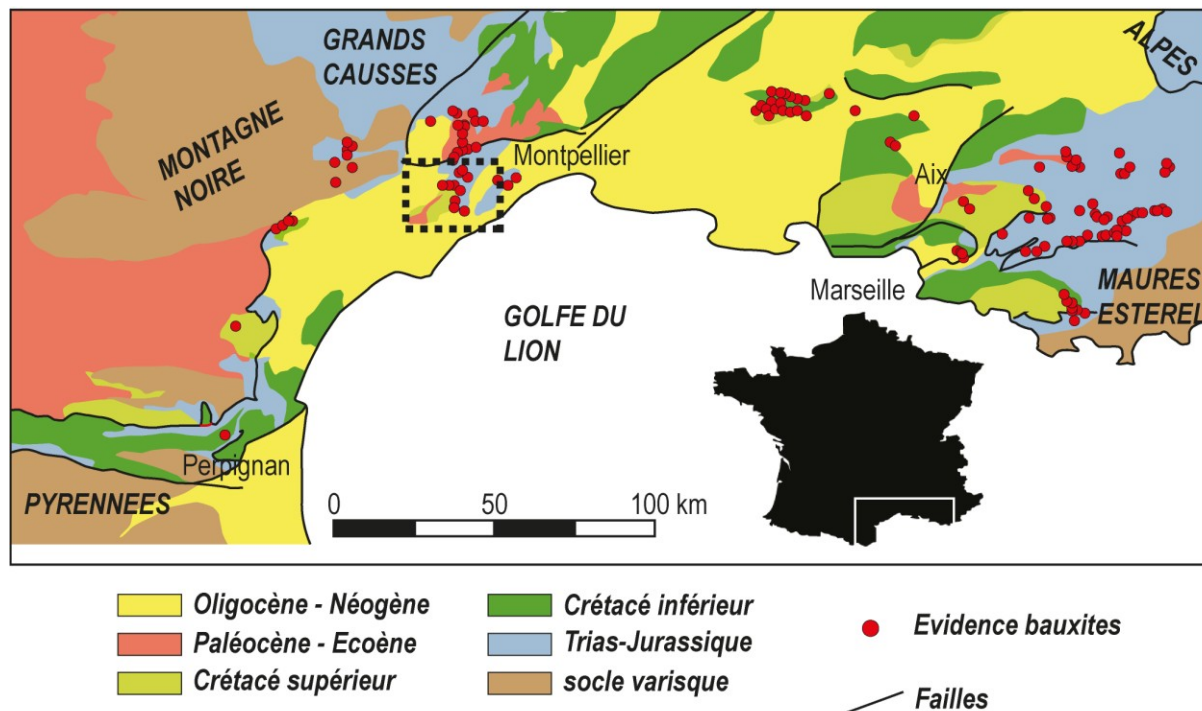 GRANDS
CAUSSES
ALPES
MONTAGNE
NOIRE
Montpellier
Aix
Marseille
MAURES
ESTEREL
GOLFE DU
LION
Perpignan
PYRENNEES
0 50 100 km
Oligocène - Néogène
Crétacé inférieur
Evidence bauxites
Paléocène - Ecoène
Trias-Jurassique
Crétacé supérieur
socle varisque
Failles